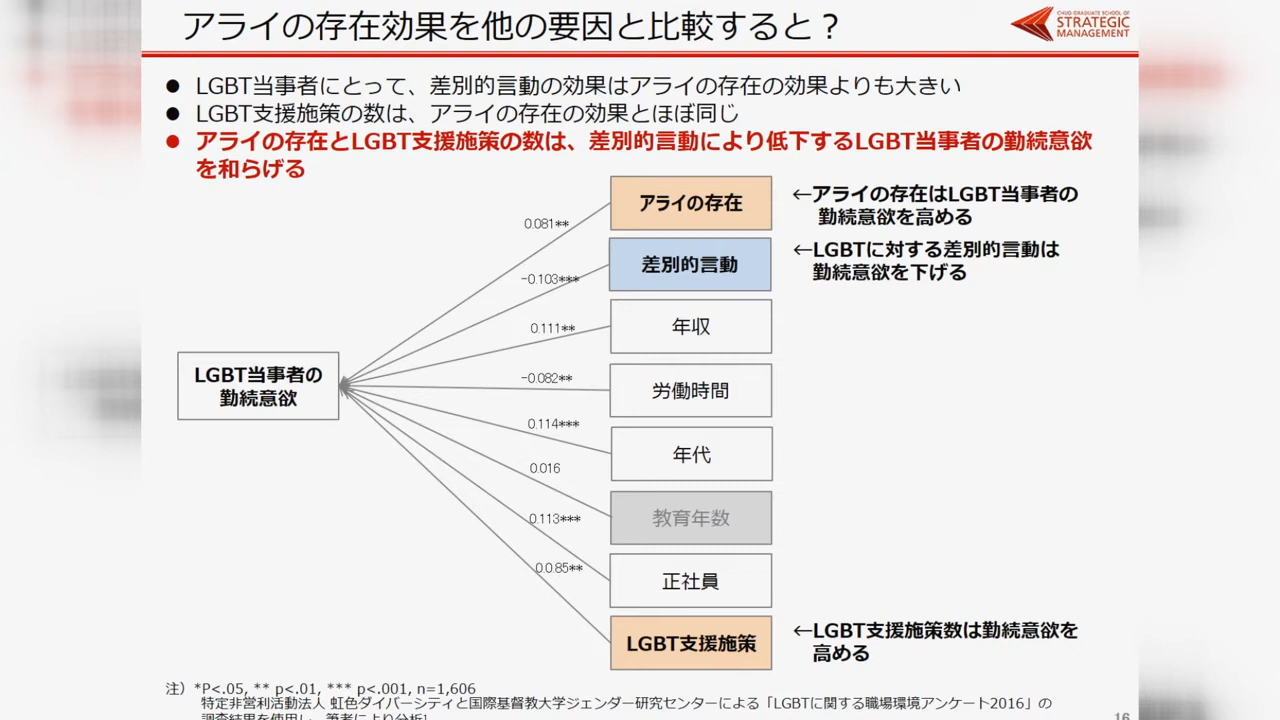 アライの存在効果を他の要因と比較すると？
CHUO GRADUATE SCHOOL OF
STRATEGIC
MANAGEMENT
● LGBT当事者にとって、差別的言動の効果はアライの存在の効果よりも大きい
● LGBT支援施策の数は、アライの存在の効果とほぼ同じ
● アライの存在とLGBT支援施策の数は、差別的言動により低下するLGBT当事者の勤続意欲
を和らげる
アライの存在
←アライの存在はLGBT当事者の
勤続意欲を高める
0.081**
差別的言動
←LGBTに対する差別的言動は
勤続意欲を下げる
-0.103***
年収
0.111**
LGBT当事者の
勤続意欲
労働時間
-0.082**
年代
0.114***
教育年数
0.016
正社員
0.113***
LGBT支援施策
←LGBT支援施策数は勤続意欲を
高める
0.0.85**
注）*P<.05, ** p<.01, *** p<.001, n=1,606
特定非営利活動法人 虹色ダイバーシティと国際基督教大学ジェンダー研究センターによる「LGBTに関する職場環境アンケート2016」の
調査結果を使用し、筆者により分析]
16